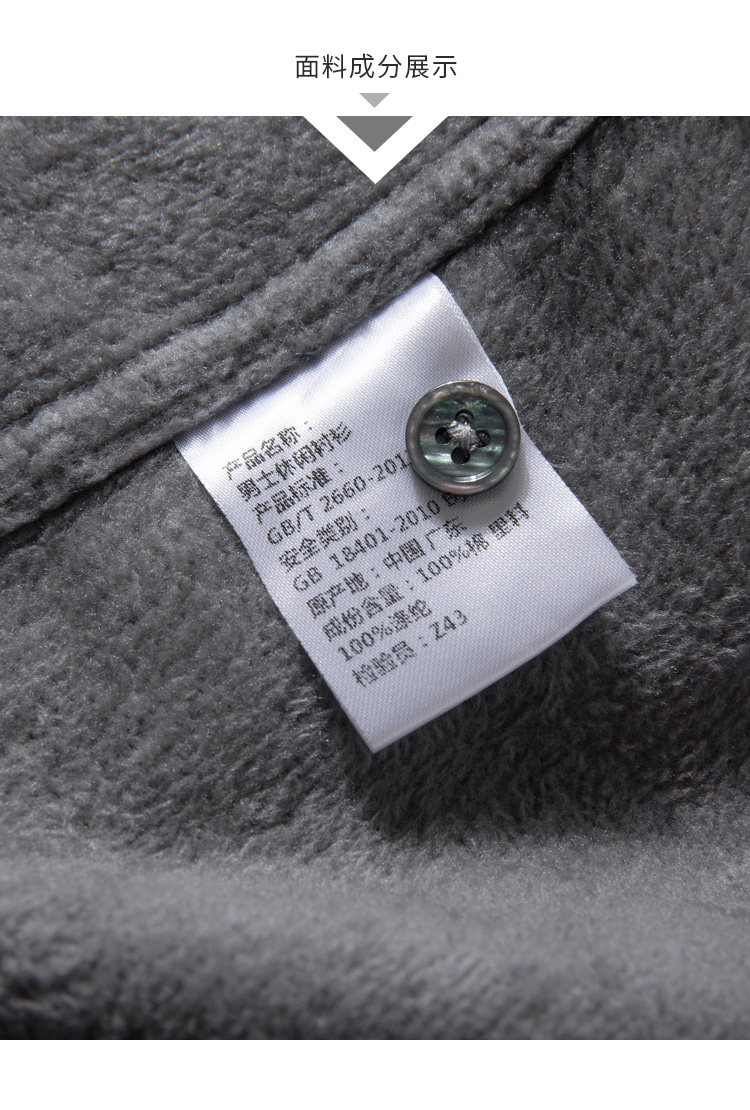 面料成分展示
产品名称：
男士休闲衬衫
产品标准：
GB/T 2660-201
安全类别：
GB 18401-2010 B
原产地：中国广东
成份含量：100%棉 里料
100%涤纶
检验员：Z43